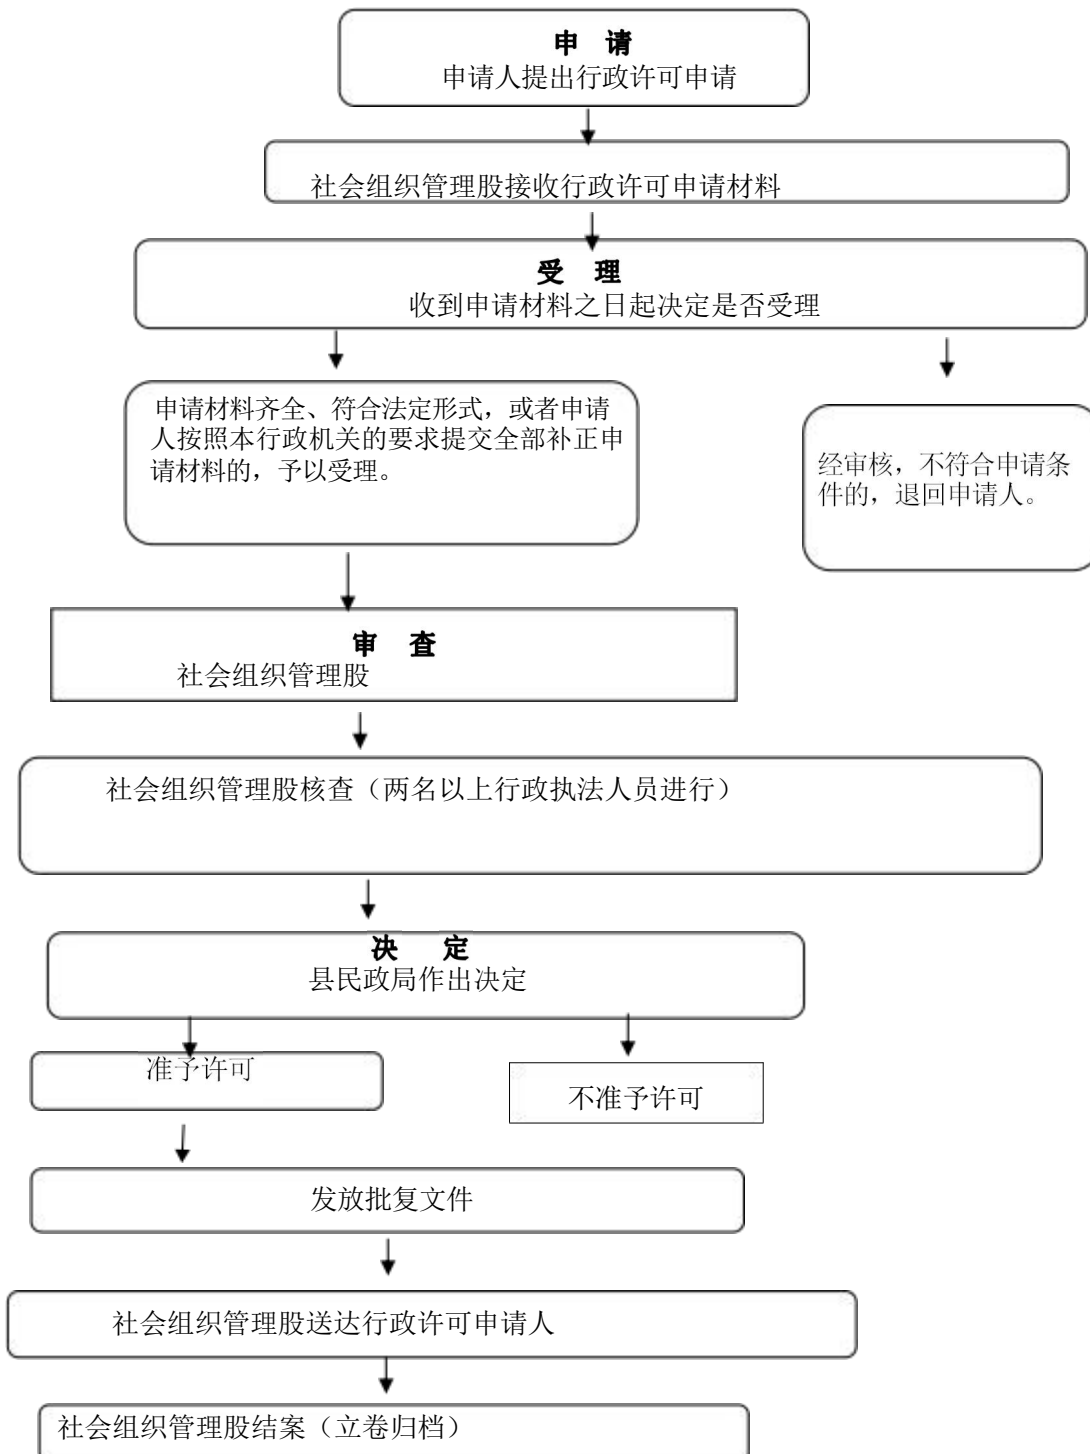 申 请
申请人提出行政许可申请
社会组织管理股接收行政许可申请材料
受 理
收到申请材料之日起决定是否受理
申请材料齐全、符合法定形式，或者申请
人按照本行政机关的要求提交全部补正申
请材料的，予以受理。
经审核，不符合申请条
件的，退回申请人。
审 查
社会组织管理股
社会组织管理股核查（两名以上行政执法人员进行）
决 定
县民政局作出决定
准予许可
不准予许可
发放批复文件
社会组织管理股送达行政许可申请人
社会组织管理股结案（立卷归档）